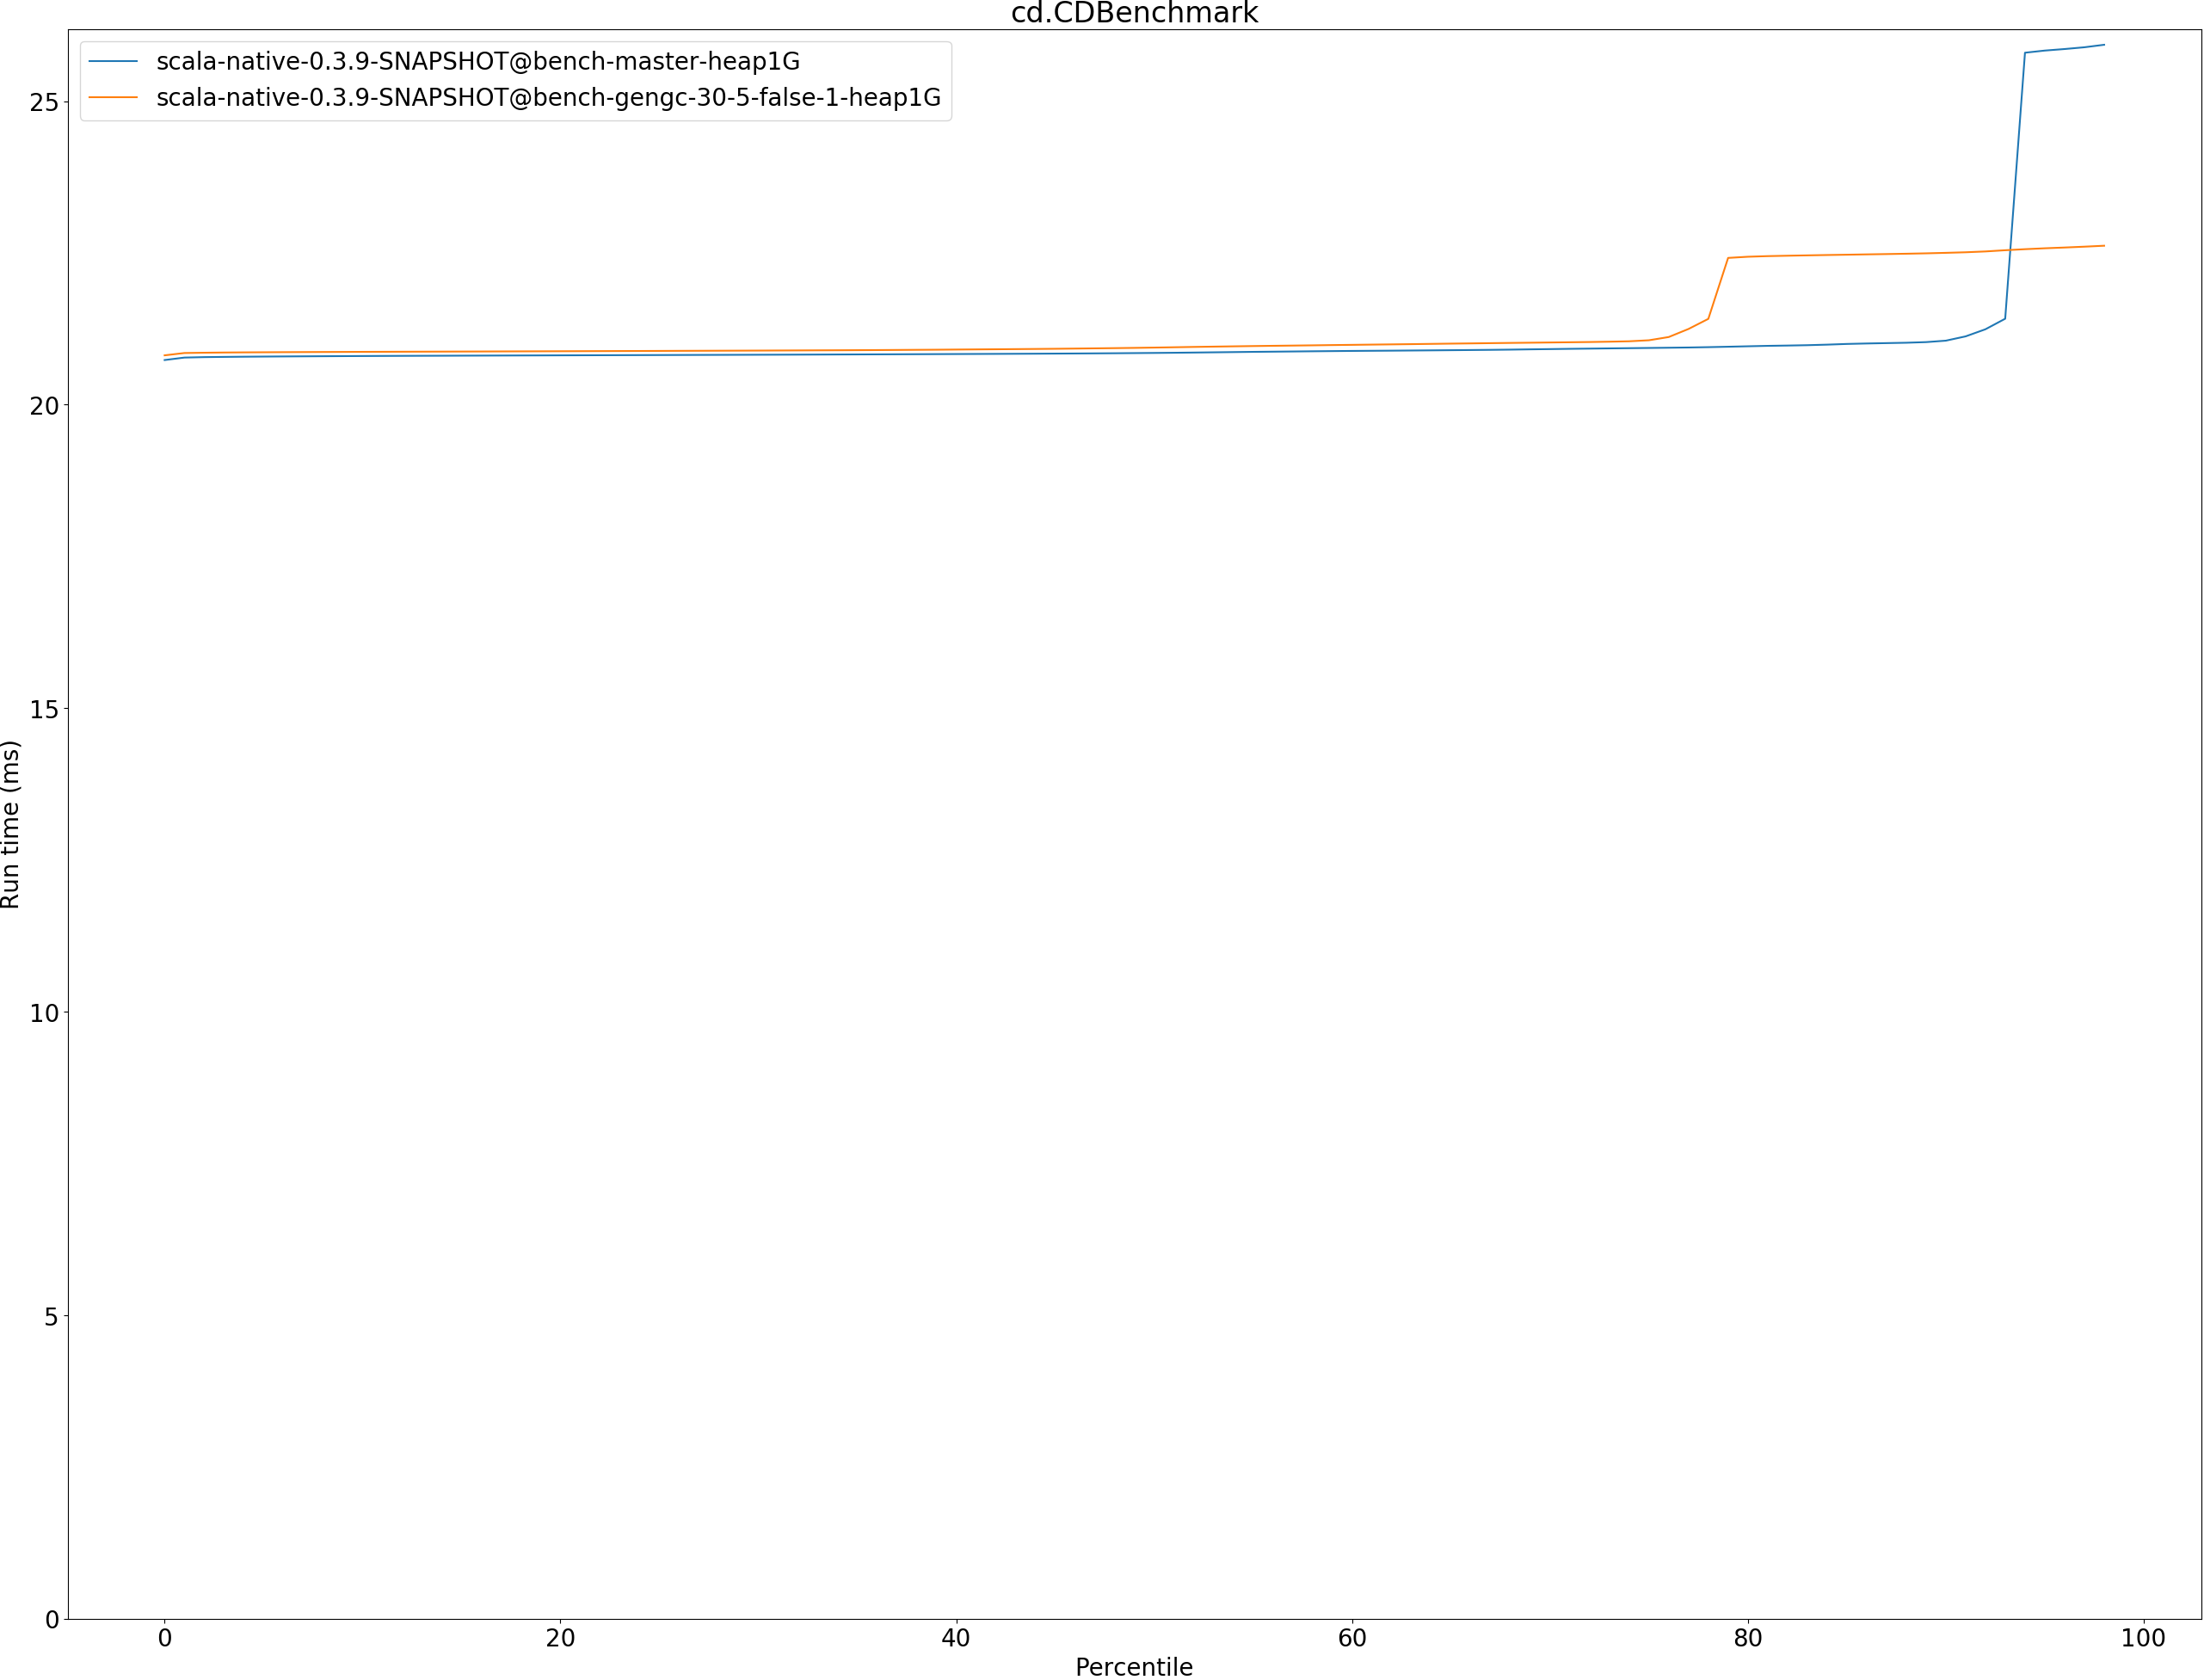 cd.CDBenchmark
scala-native-0.3.9-SNAPSHOT@bench-master-heap1G
scala-native-0.3.9-SNAPSHOT@bench-gengc-30-5-false-1-heap1G
25
20
15
10
5
0
Run time (ms)
0 20 40 60 80 100
Percentile